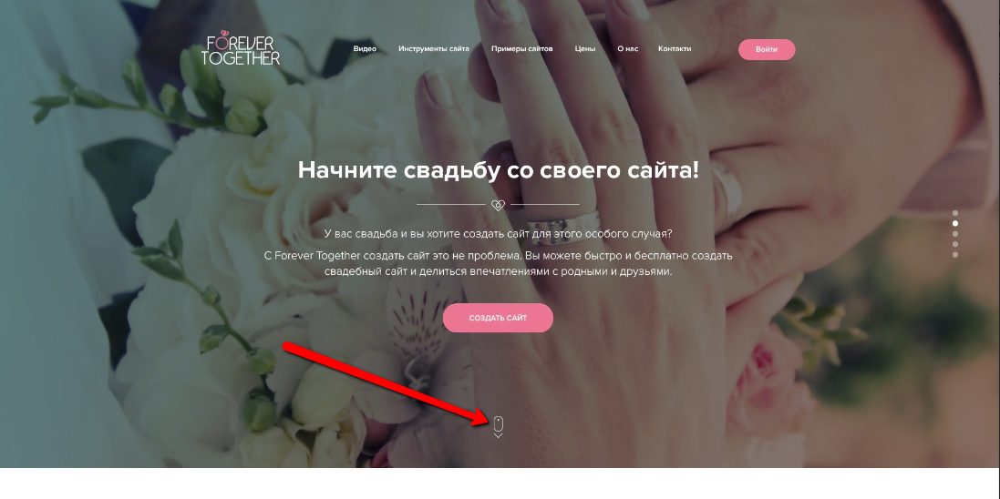 FOREVER
TOGETHER
Видео Инструменты сайта Примеры сайтов Цены О нас Контакти Войти
Начните свадьбу со своего сайта!
У вас свадьба и вы хотите создать сайт для этого особого случая?
С Forever Together создать сайт это не проблема. Вы можете быстро и бесплатно создать
свадебный сайт и делиться впечатлениями с родными и друзьями.
СОЗДАТЬ САЙТ